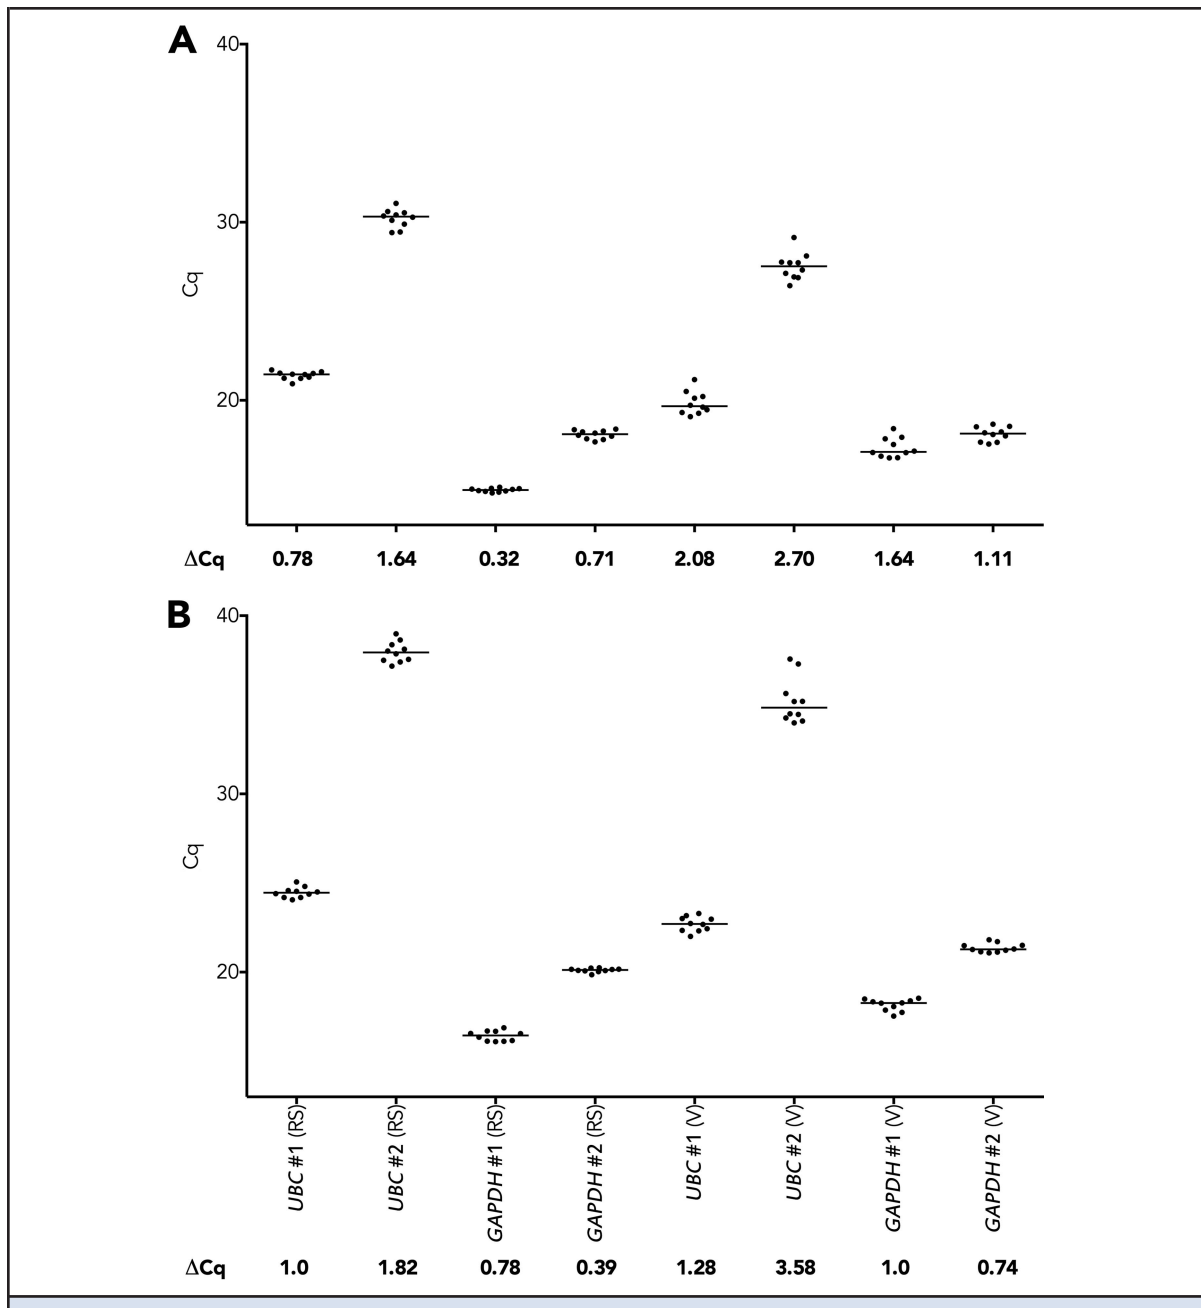 A
40
30
Cq
20
ΔCq 0.78 1.64 0.32 0.71 2.08 2.70 1.64 1.11
B
40
30
Cq
20
UBC #1 (RS)
UBC #2 (RS)
GAPDH #1 (RS)
GAPDH #2 (RS)
UBC #1 (V)
UBC #2 (V)
GAPDH #1 (V)
GAPDH #2 (V)
ΔCq 1.0 1.82 0.78 0.39 1.28 3.58 1.0 0.74